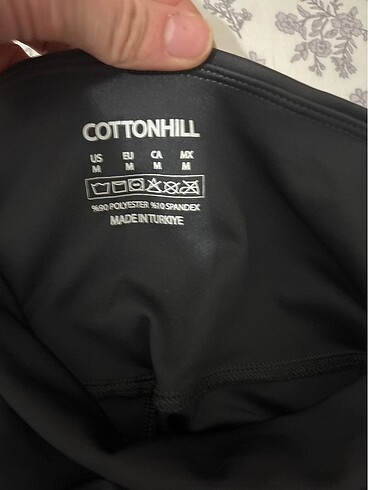 COTTONHILL
US EU CA MX
M M M M
%90 POLYESTER %10 SPANDEX
MADE IN TURKIYE